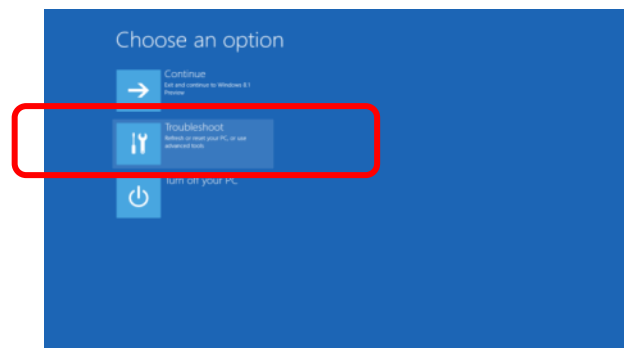 Choose an option
Continue
Exit and continue to Windows 8.1
Preview
Troubleshoot
Refresh or reset your PC, or use
advanced tools
Turn off your PC